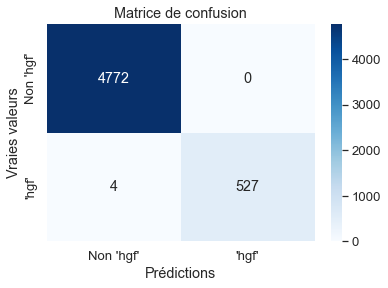 Matrice de confusion
Vraies valeurs
Non 'hgf'
4772
0
4000
3000
2000
'hgf'
4
527
1000
0
Non 'hgf'
'hgf'
Prédictions